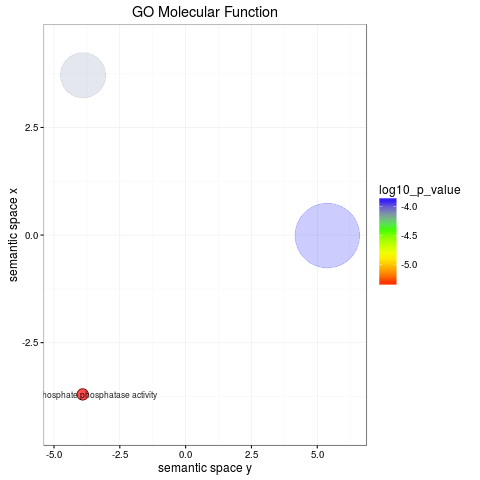 GO Molecular Function
2.5
0.0
-2.5
semantic space x
phosphatase activity
-5.0 -2.5 0.0 2.5 5.0
semantic space y
log10_p_value
-4.0
-4.5
-5.0